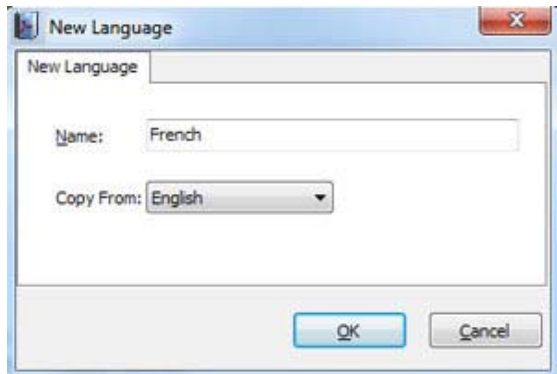 New Language
New Language
Name: French
Copy From: English
OK Cancel